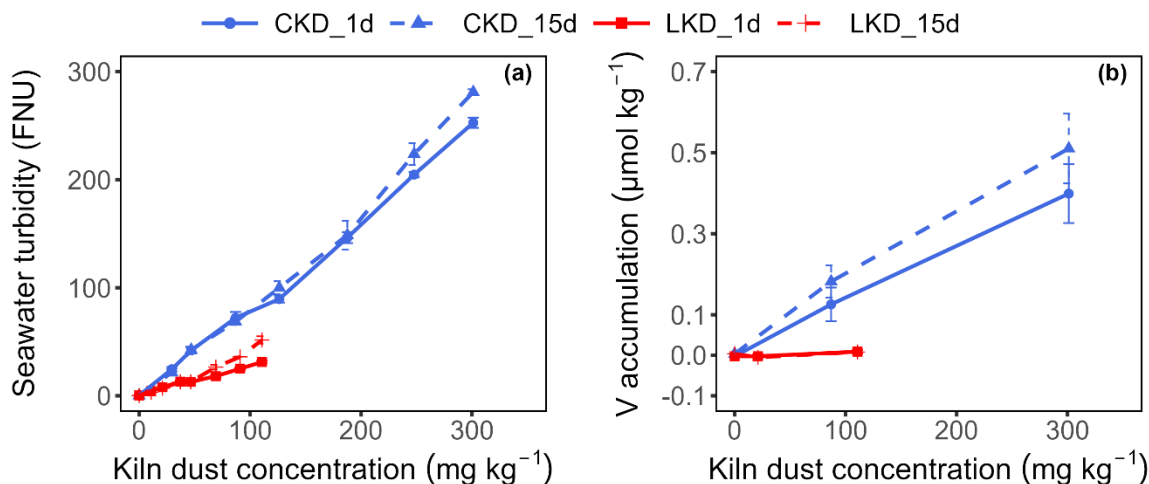 CKD_1d CKD_15d LKD_1d LKD_15d
(a)
Seawater turbidity (FNU)
300
200
100
0
0 100 200 300
Kiln dust concentration (mg kg⁻¹)
(b)
V accumulation (μmol kg⁻¹)
0.7
0.5
0.3
0.1
0.0
-0.1
0 100 200 300
Kiln dust concentration (mg kg⁻¹)